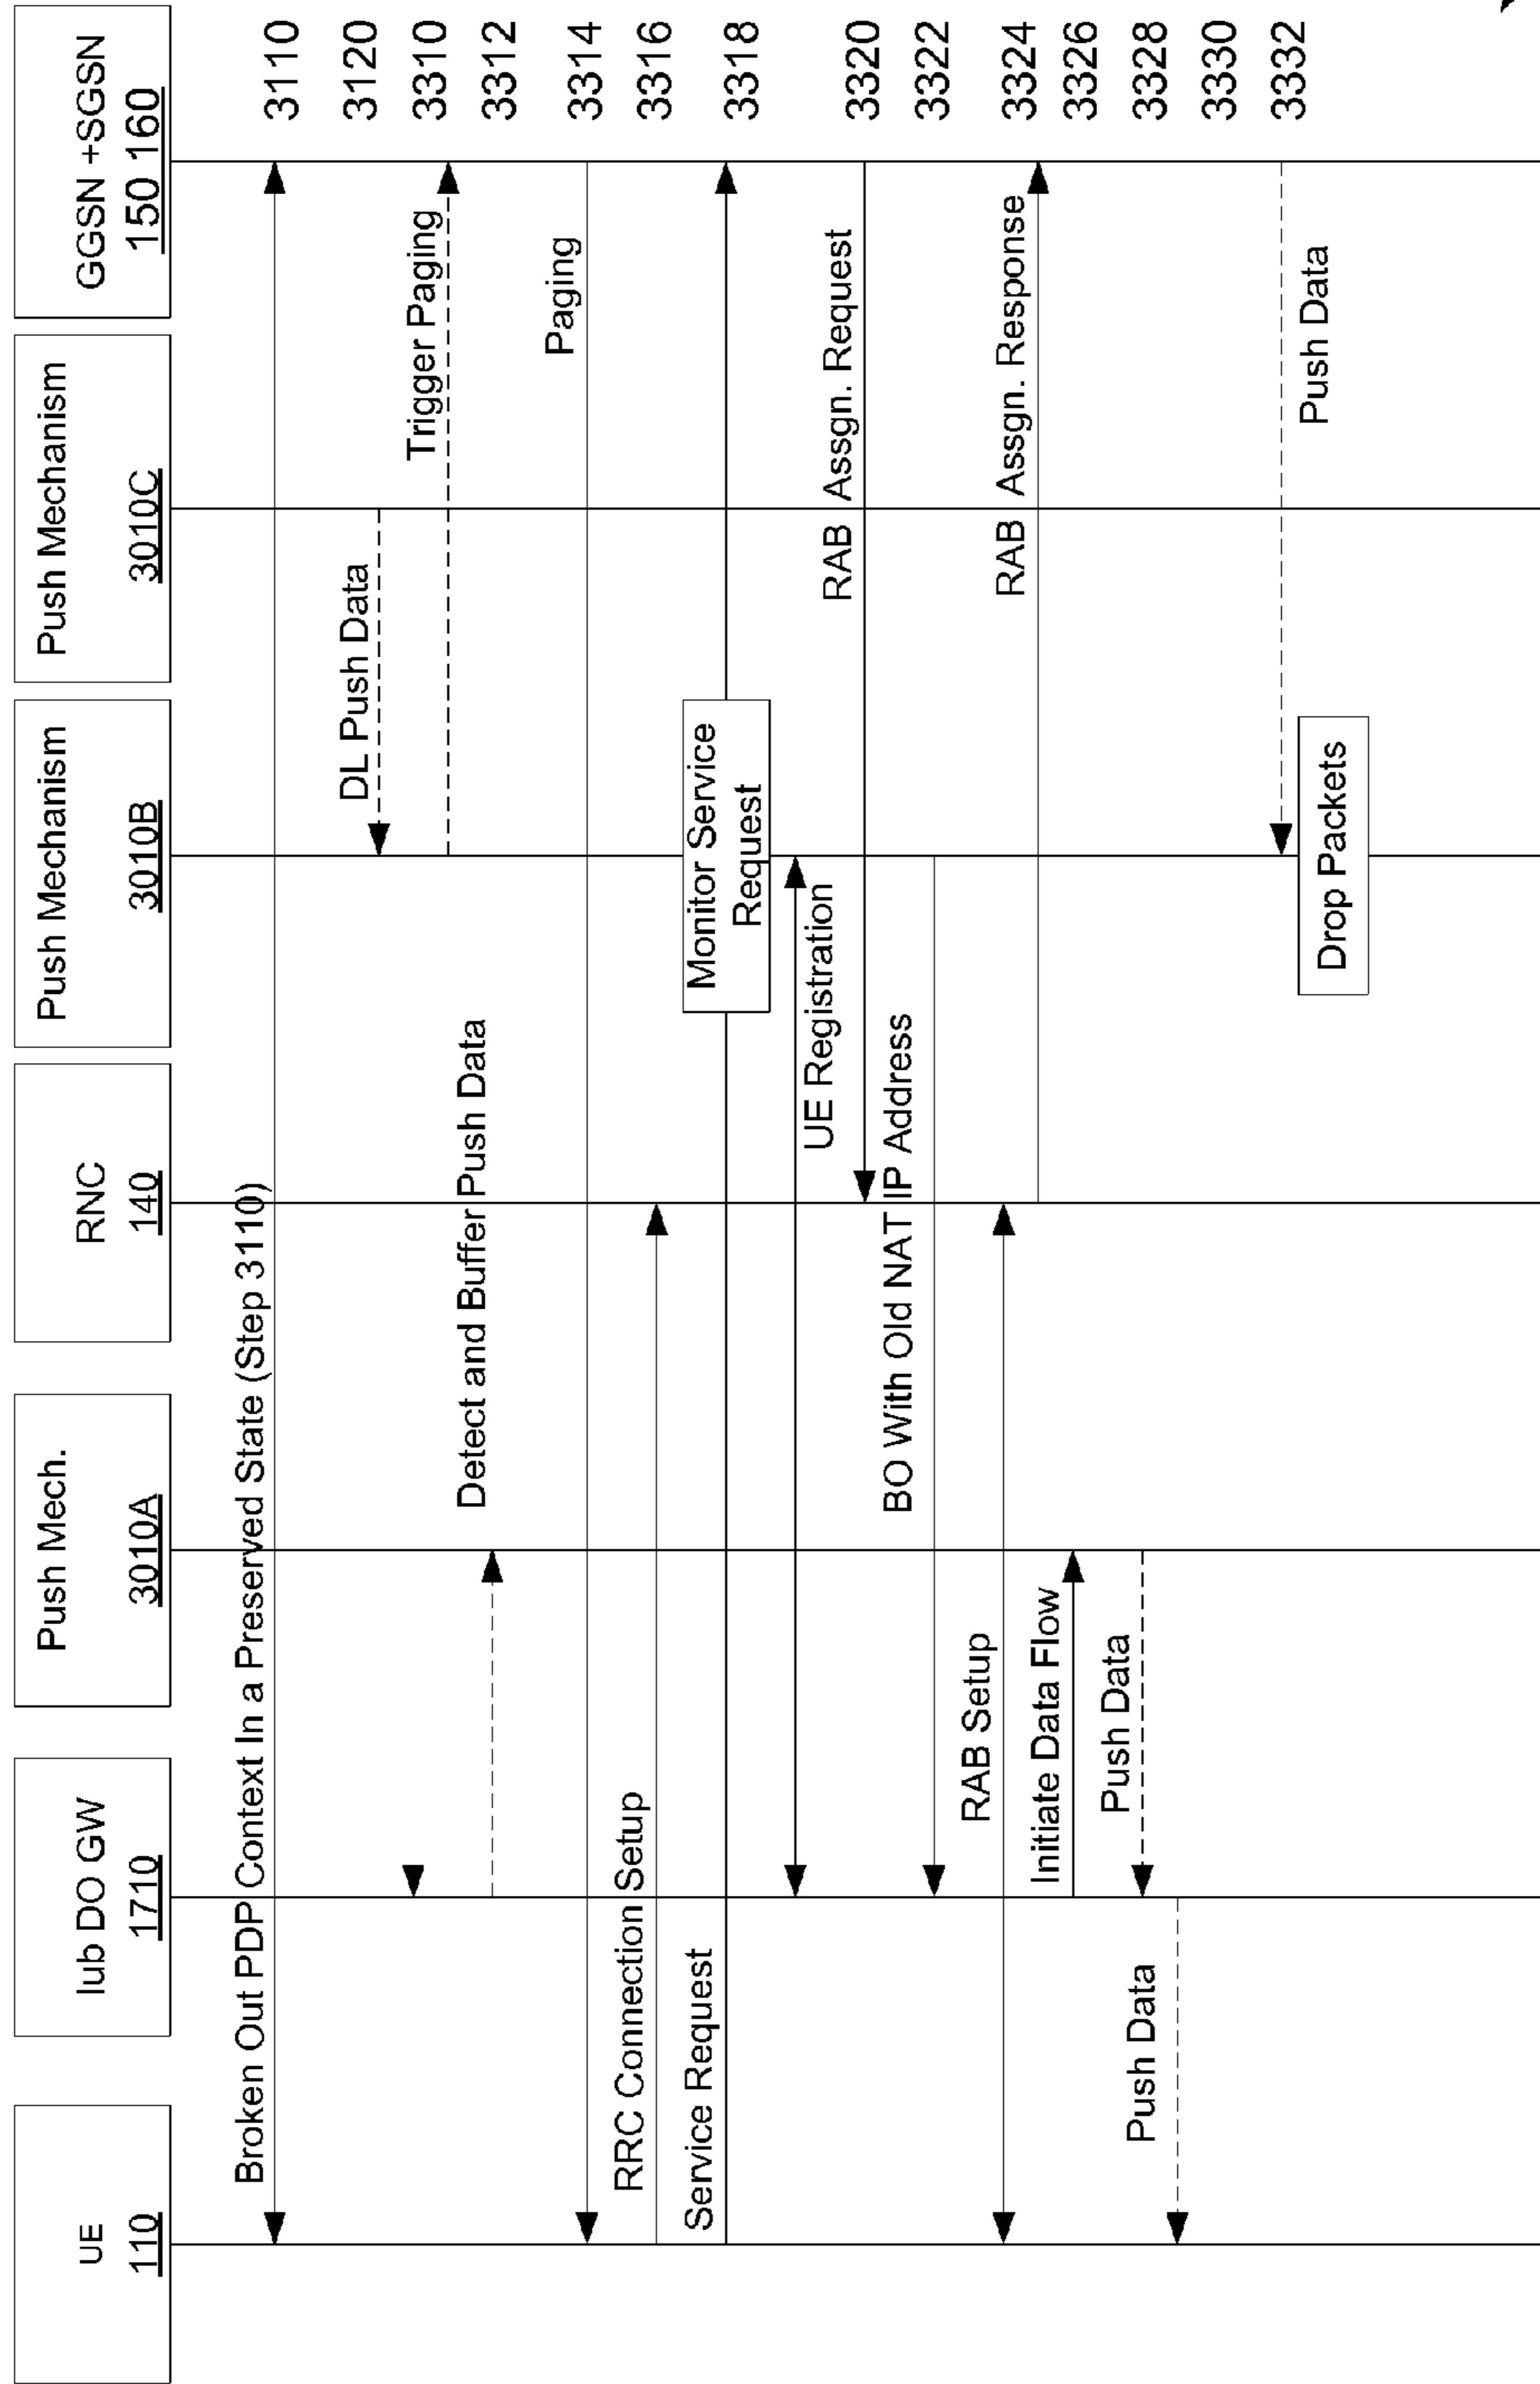 UE
110
Iub DO GW
1710
Push Mech.
3010A
RNC
140
Push Mechanism
3010B
Push Mechanism
3010C
GGSN +SGSN
150 160
Broken Out PDP Context In a Preserved State (Step 3110)
3110
DL Push Data
3120
Trigger Paging
3310
Detect and Buffer Push Data
3312
Paging
3314
RRC Connection Setup
3316
Service Request
Monitor Service
Request
3318
UE Registration
RAB Assgn. Request
3320
BO With Old NAT IP Address
3322
RAB Setup
RAB Assgn. Response
3324
Initiate Data Flow
3326
Push Data
3328
Push Data
3330
3332
Push Data
Drop Packets